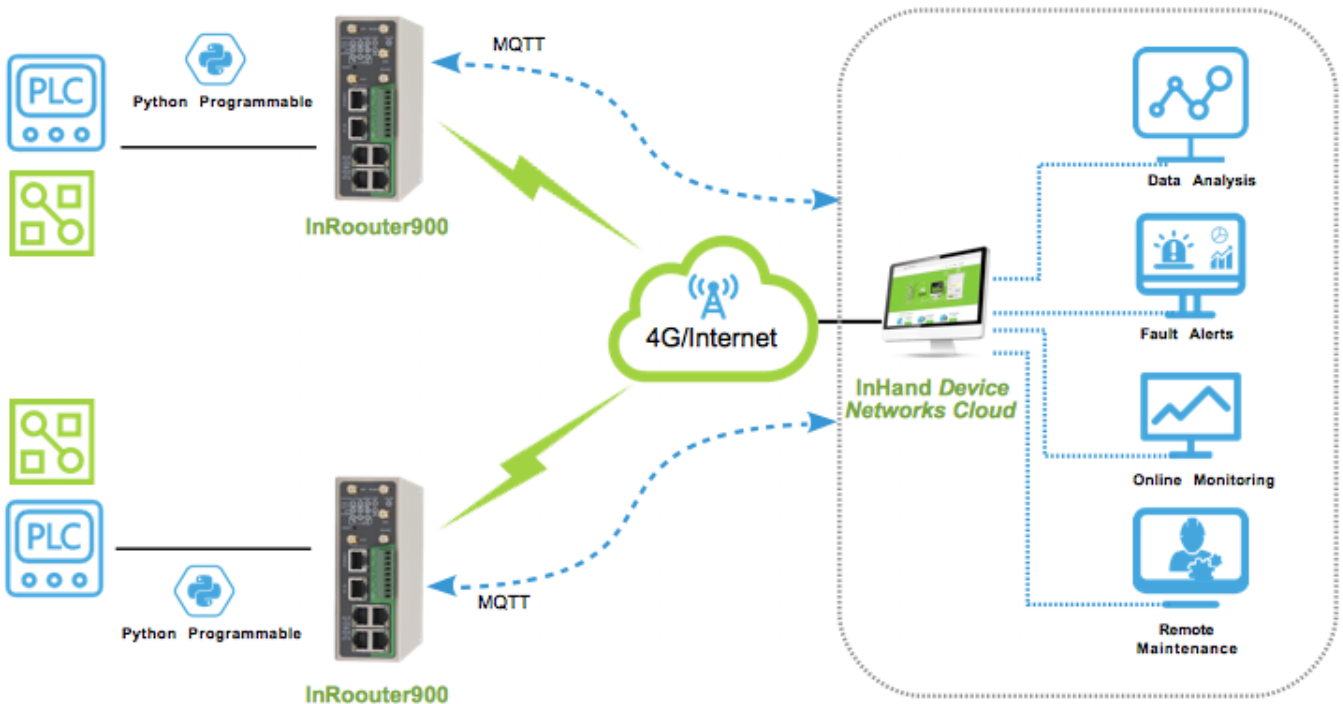 MQTT
PLC
Python Programmable
InRoouter900
Data Analysis
4G/Internet
Fault Alerts
InHand Device
Networks Cloud
Online Monitoring
PLC
MQTT
Python Programmable
Remote
Maintenance
InRoouter900